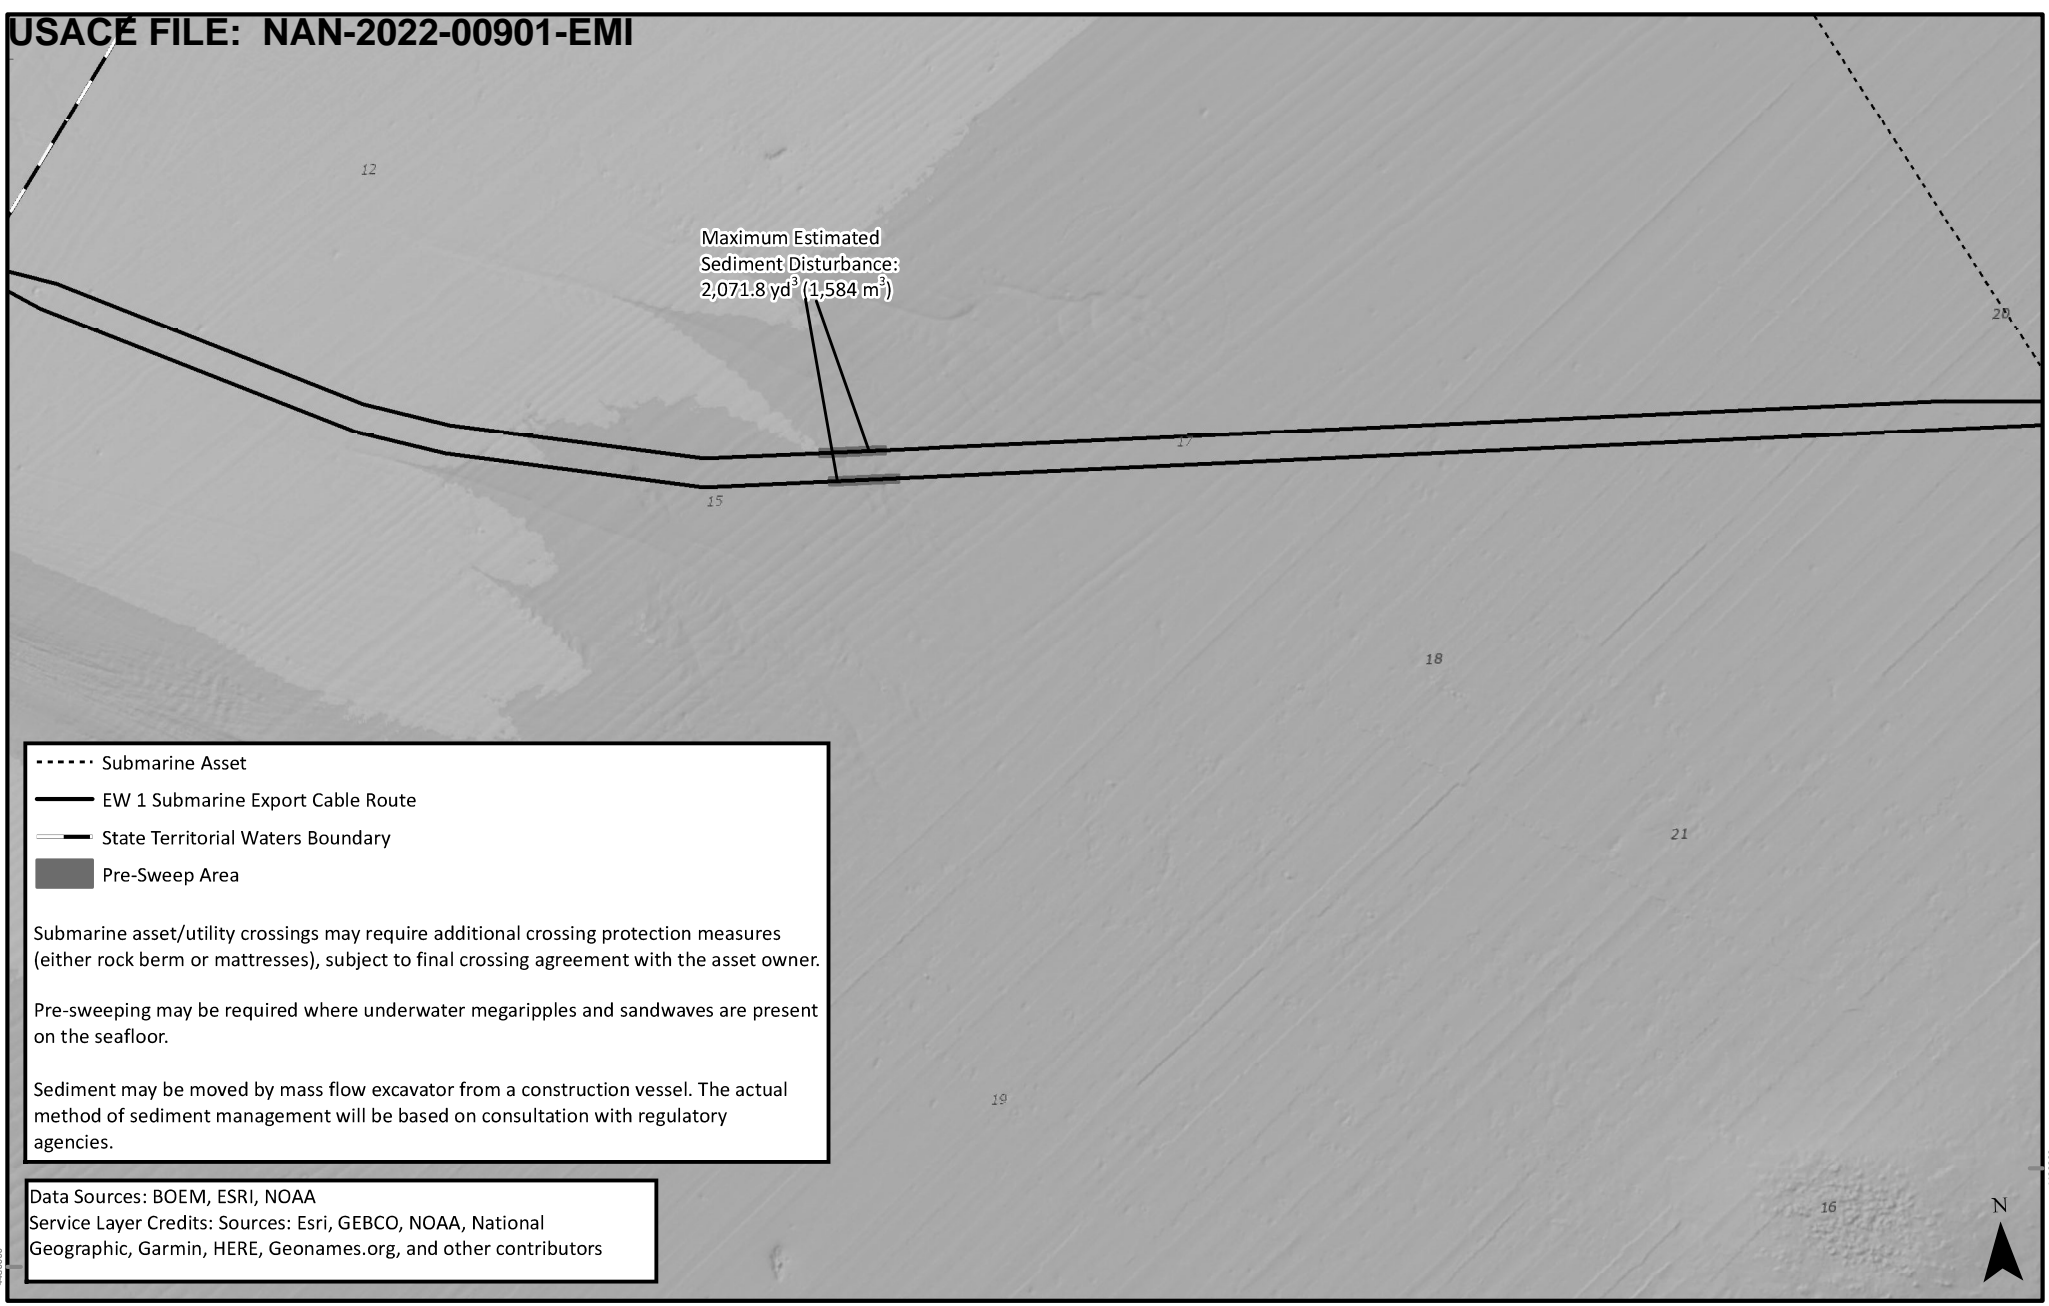 USACE FILE: NAN-2022-00901-EMI
12
Maximum Estimated
Sediment Disturbance:
2,071.8 yd³ (1,584 m³)
20
17
15
18
21
19
16
N
Submarine Asset
EW 1 Submarine Export Cable Route
State Territorial Waters Boundary
Pre-Sweep Area
Submarine asset/utility crossings may require additional crossing protection measures
(either rock berm or mattresses), subject to final crossing agreement with the asset owner.
Pre-sweeping may be required where underwater megaripples and sandwaves are present
on the seafloor.
Sediment may be moved by mass flow excavator from a construction vessel. The actual
method of sediment management will be based on consultation with regulatory
agencies.
Data Sources: BOEM, ESRI, NOAA
Service Layer Credits: Sources: Esri, GEBCO, NOAA, National
Geographic, Garmin, HERE, Geonames.org, and other contributors